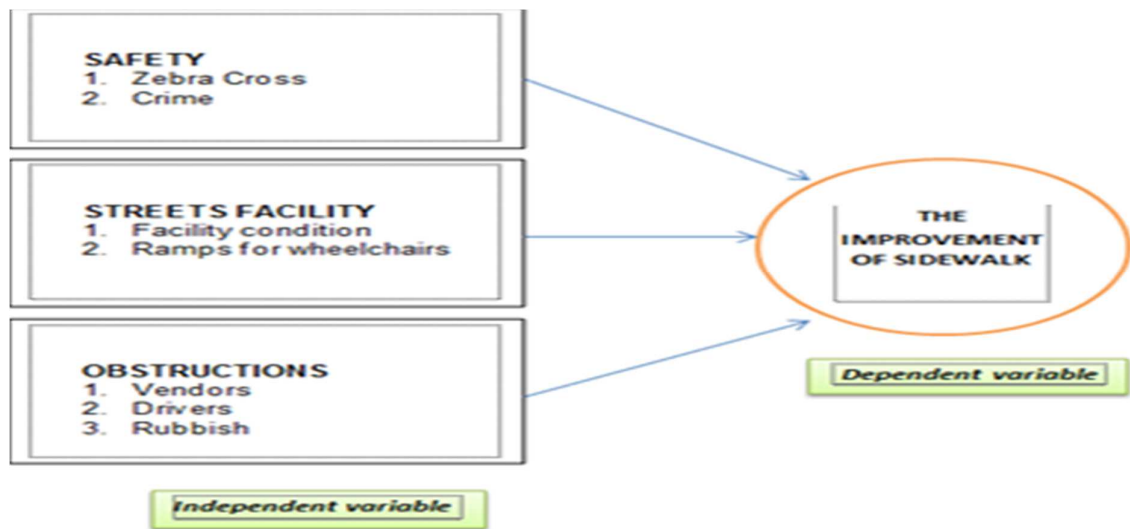 SAFETY
1. Zebra Cross
2. Crime
STREETS FACILITY
1. Facility condition
2. Ramps for wheelchairs
OBSTRUCTIONS
1. Vendors
2. Drivers
3. Rubbish
Independent variable
THE
IMPROVEMENT
OF SIDEWALK
Dependent variable